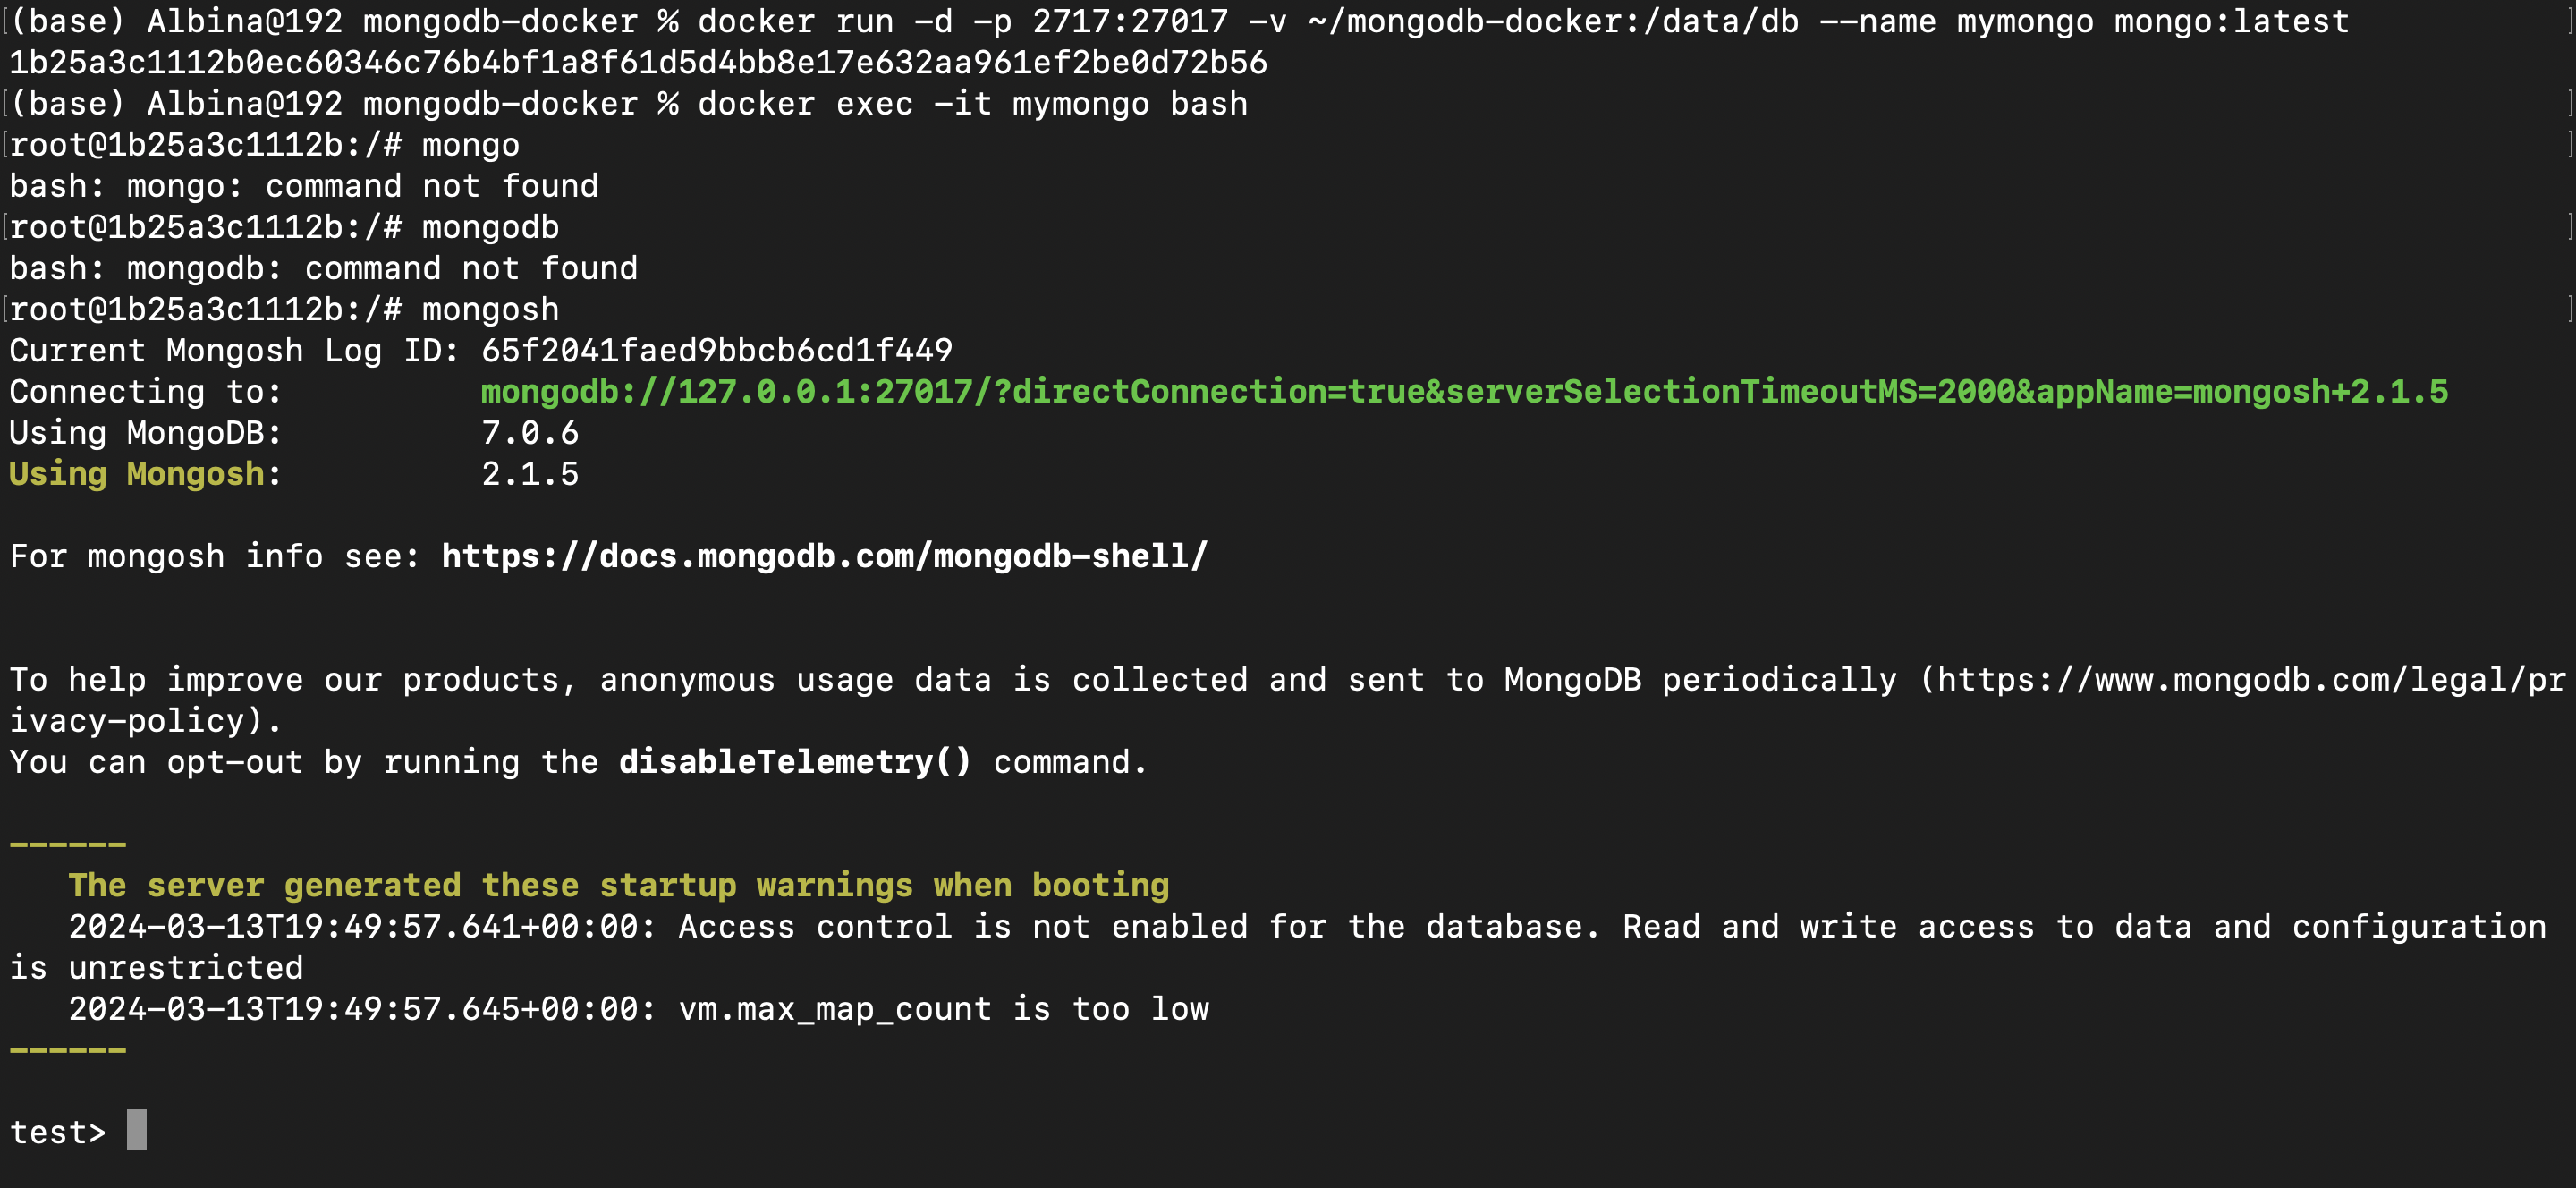 [(base) Albina@192 mongodb-docker % docker run -d -p 2717:27017 -v ~/mongodb-docker:/data/db --name mymongo mongo:latest ]
1b25a3c1112b0ec60346c76b4bf1a8f61d5d4bb8e17e632aa961ef2be0d72b56
[(base) Albina@192 mongodb-docker % docker exec -it mymongo bash ]
[root@1b25a3c1112b:/# mongo ]
bash: mongo: command not found
[root@1b25a3c1112b:/# mongodb ]
bash: mongodb: command not found
[root@1b25a3c1112b:/# mongosh ]
Current Mongosh Log ID: 65f2041faed9bbcb6cd1f449
Connecting to: mongodb://127.0.0.1:27017/?directConnection=true&serverSelectionTimeoutMS=2000&appName=mongosh+2.1.5
Using MongoDB: 7.0.6
Using Mongosh: 2.1.5
For mongosh info see: https://docs.mongodb.com/mongodb-shell/
To help improve our products, anonymous usage data is collected and sent to MongoDB periodically (https://www.mongodb.com/legal/pr
ivacy-policy).
You can opt-out by running the disableTelemetry() command.
------
The server generated these startup warnings when booting
2024-03-13T19:49:57.641+00:00: Access control is not enabled for the database. Read and write access to data and configuration
is unrestricted
2024-03-13T19:49:57.645+00:00: vm.max_map_count is too low
------
test>